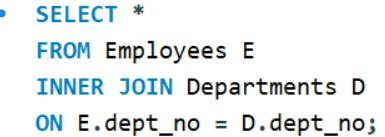 SELECT *
FROM Employees E
INNER JOIN Departments D
ON E.dept_no = D.dept_no;